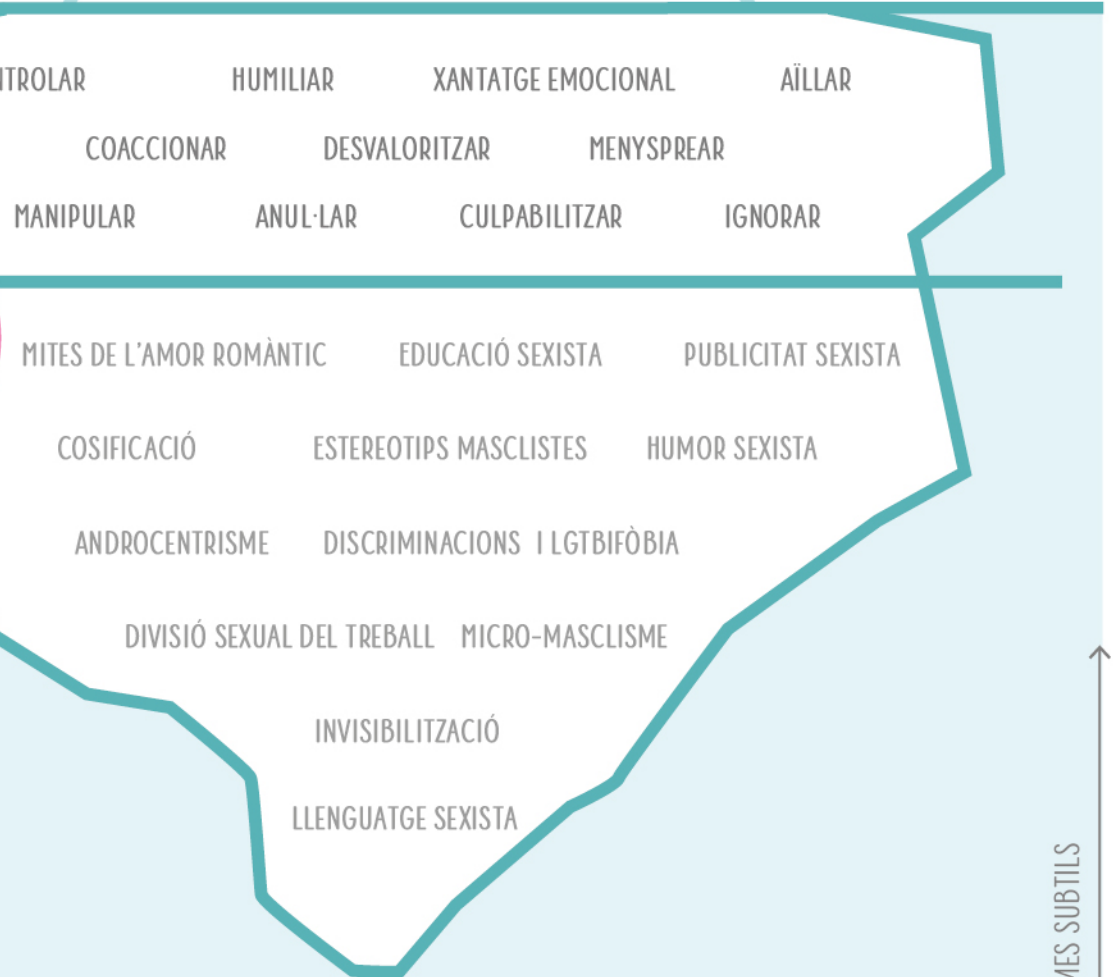 HUMILIAR XANTATGE EMOCIONAL AÏLLAR
COACCIONAR DESVALORITZAR MENYSPREAR
MANIPULAR ANUL·LAR CULPABILITZAR IGNORAR
MITES DE L'AMOR ROMÀNTIC EDUCACIÓ SEXISTA PUBLICITAT SEXISTA
COSIFICACIÓ ESTEREOTIPS MASCLISTES HUMOR SEXISTA
ANDROCENTRISME DISCRIMINACIONS I LGTBIFÒBIA
DIVISIÓ SEXUAL DEL TREBALL MICRO-MASCLISME
INVISIBILITZACIÓ
LLENGUATGE SEXISTA
SUBTILS